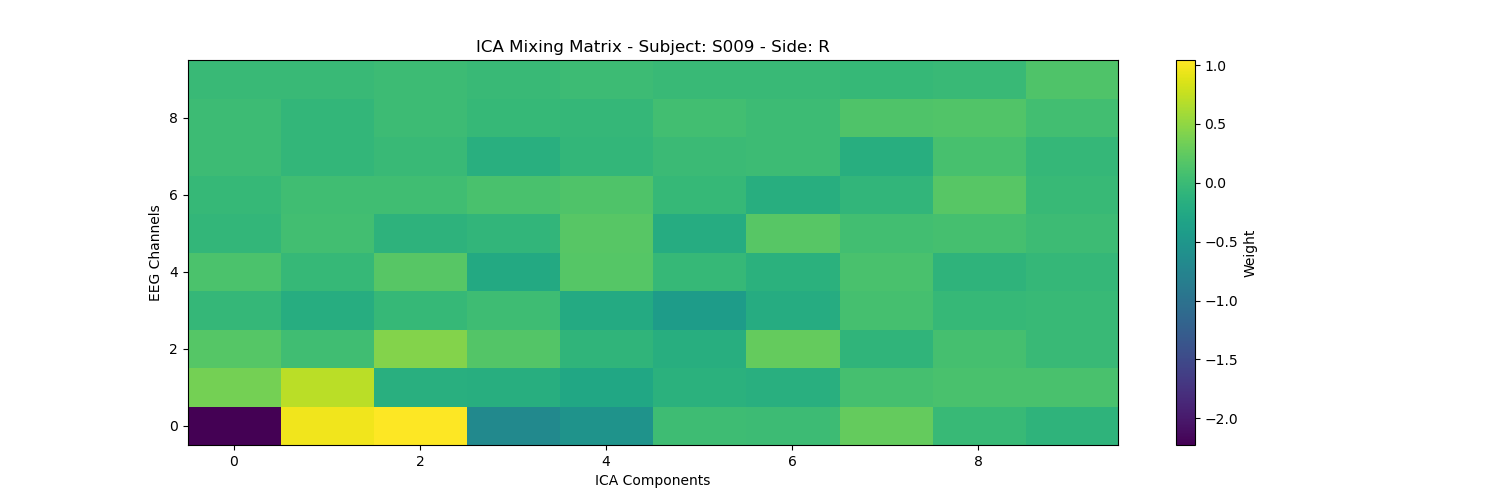 ICA Mixing Matrix - Subject: S009 - Side: R
EEG Channels
8
6
4
2
0
0 2 4 6 8
ICA Components
1.0
0.5
0.0
−0.5
−1.0
−1.5
−2.0
Weight